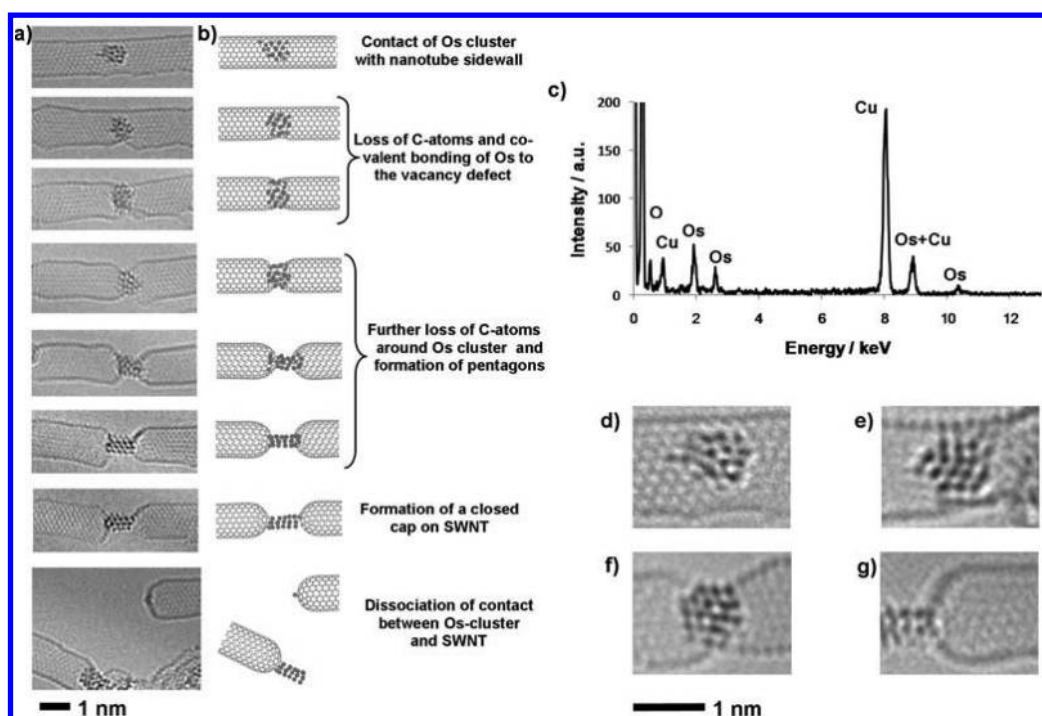 a)
b)
Contact of Os cluster
with nanotube sidewall
Loss of C-atoms and co-
valent bonding of Os to
the vacancy defect
Further loss of C-atoms
around Os cluster and
formation of pentagons
Formation of a closed
cap on SWNT
Dissociation of contact
between Os-cluster
and SWNT
1 nm
c)
Intensity / a.u.
200
150
100
50
0
O
Cu
Os
Os
Cu
Os+Cu
Os
0 2 4 6 8 10 12
Energy / keV
d)
e)
f)
g)
1 nm